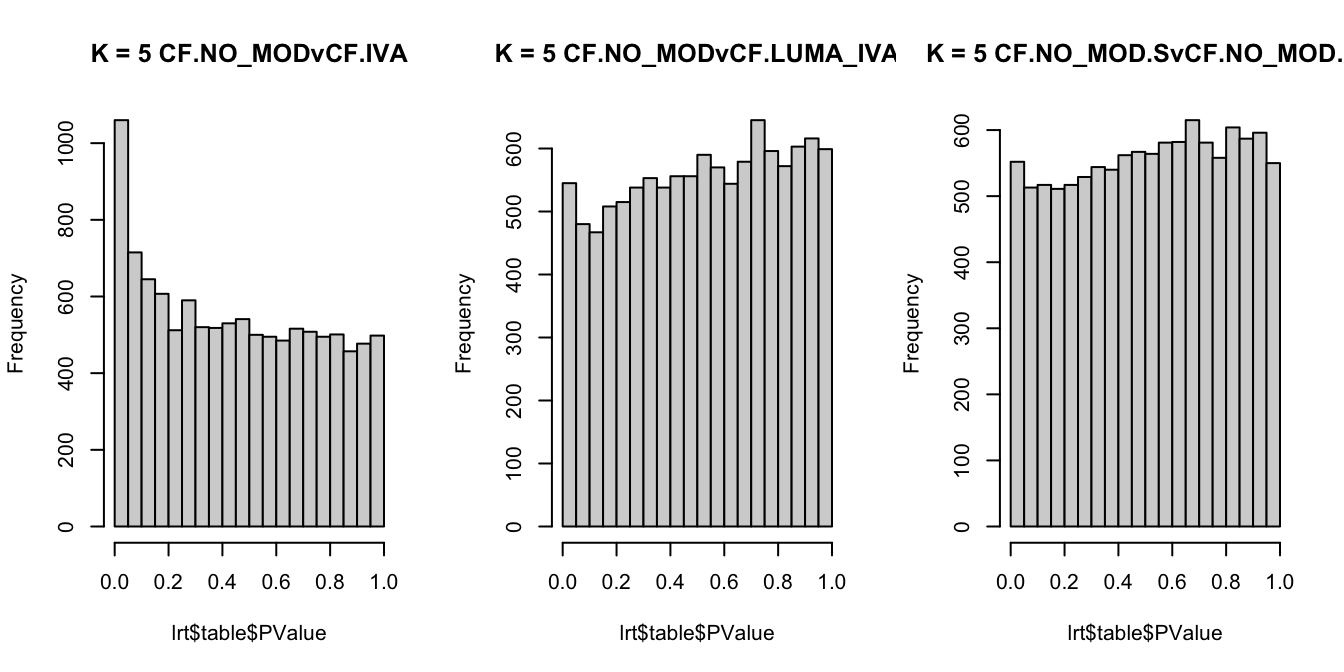 K = 5 CF.NO_MODvCF.IVA
Frequency
0 200 400 600 800 1000
0.0 0.2 0.4 0.6 0.8 1.0
lrt$table$PValue
K = 5 CF.NO_MODvCF.LUMA_IVA
Frequency
0 100 200 300 400 500 600
0.0 0.2 0.4 0.6 0.8 1.0
lrt$table$PValue
K = 5 CF.NO_MOD.SvCF.NO_MOD.
Frequency
0 100 200 300 400 500 600
0.0 0.2 0.4 0.6 0.8 1.0
lrt$table$PValue